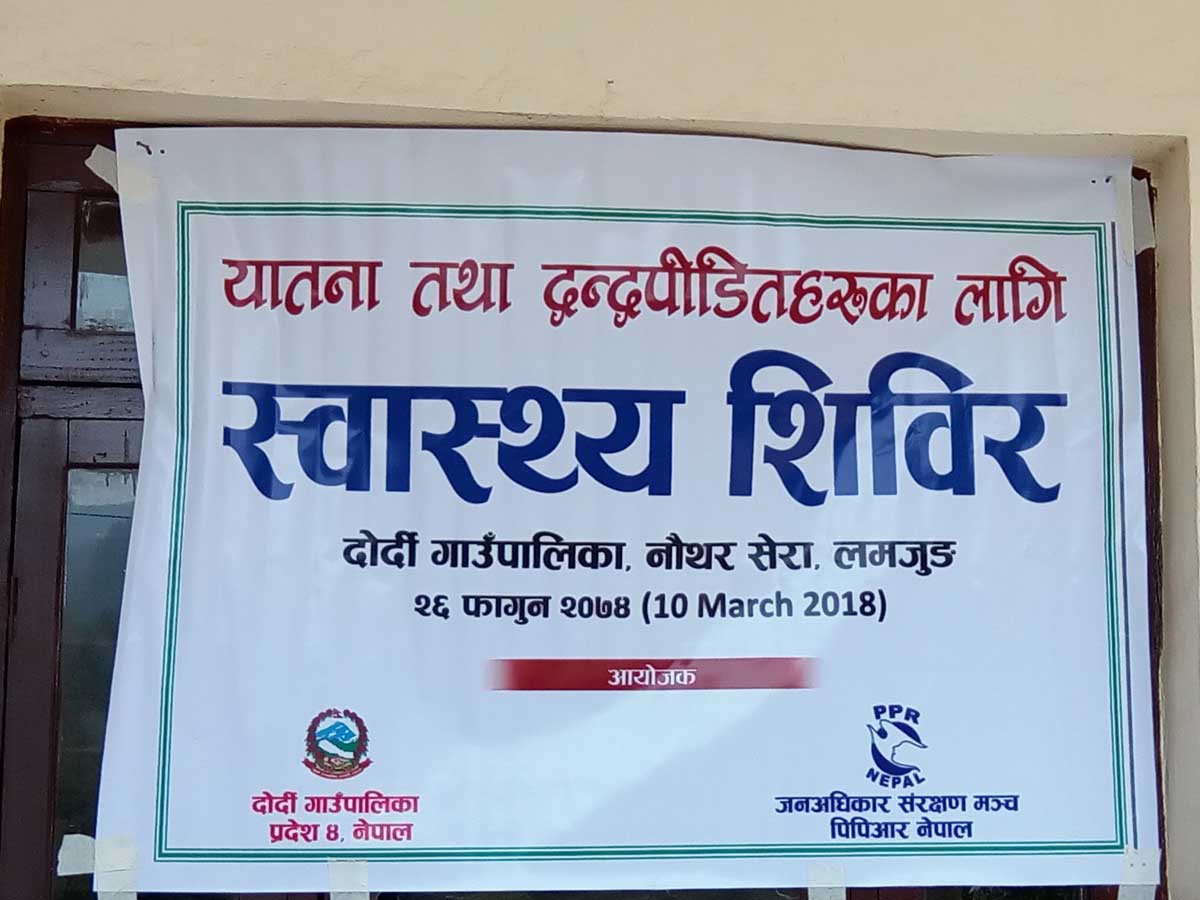 यातना तथा द्वन्द्वपीडितहरूका लागि
स्वास्थ्य शिविर
दोर्दी गाउँपालिका, नौथर सेरा, लमजुङ
२६ फागुन २०७४ (10 March 2018)
आयोजक
दोर्दी गाउँपालिका
प्रदेश ४, नेपाल
PPR
NEPAL
जनअधिकार संरक्षण मञ्च
पिपिआर नेपाल